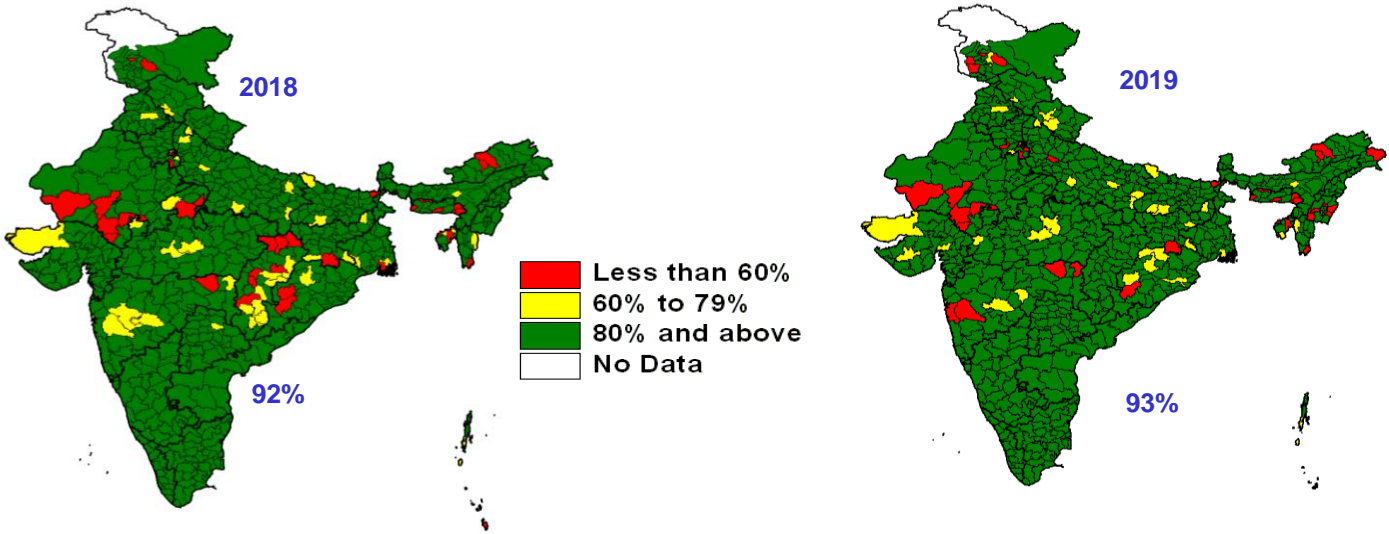 2018
2019
Less than 60%
60% to 79%
80% and above
No Data
92%
93%